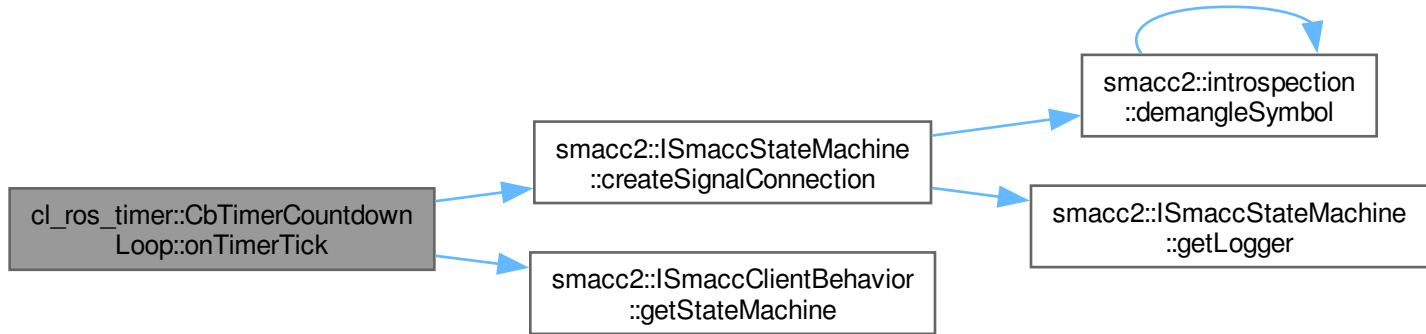 cl_ros_timer::CbTimerCountdown
Loop::onTimerTick
smacc2::ISmaccStateMachine
::createSignalConnection
smacc2::introspection
::demangleSymbol
smacc2::ISmaccStateMachine
::getLogger
smacc2::ISmaccClientBehavior
::getStateMachine